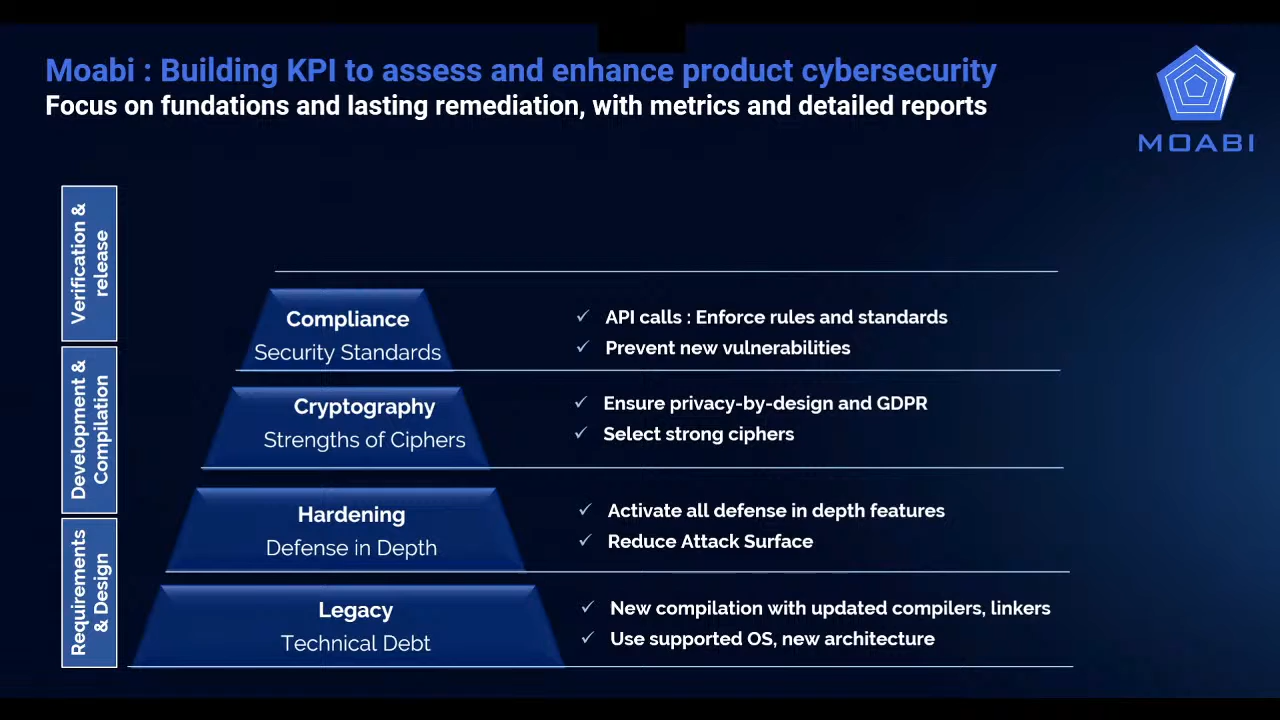 Moabi : Building KPI to assess and enhance product cybersecurity
Focus on fundations and lasting remediation, with metrics and detailed reports
MOABI
Verification &
release
Compliance
Security Standards
API calls : Enforce rules and standards
Prevent new vulnerabilities
Development &
Compilation
Cryptography
Strengths of Ciphers
Ensure privacy-by-design and GDPR
Select strong ciphers
Hardening
Defense in Depth
Activate all defense in depth features
Reduce Attack Surface
Requirements
& Design
Legacy
Technical Debt
New compilation with updated compilers, linkers
Use supported OS, new architecture